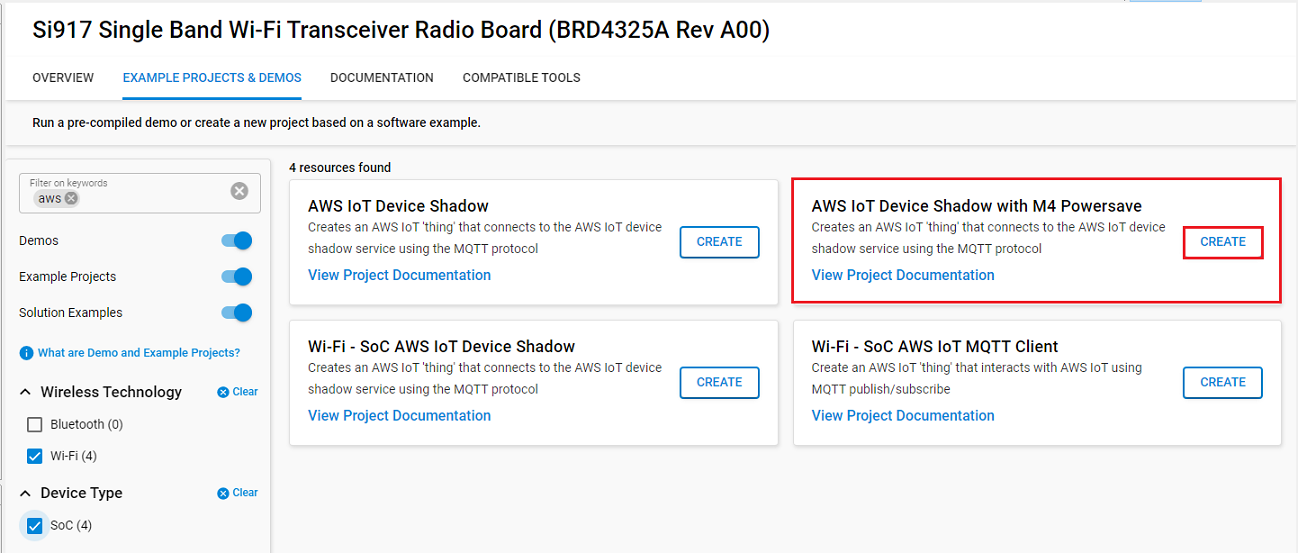 Si917 Single Band Wi-Fi Transceiver Radio Board (BRD4325A Rev A00)
OVERVIEW EXAMPLE PROJECTS & DEMOS DOCUMENTATION COMPATIBLE TOOLS
Run a pre-compiled demo or create a new project based on a software example.
Filter on keywords
aws
Demos
Example Projects
Solution Examples
What are Demo and Example Projects?
Wireless Technology Clear
Bluetooth (0)
Wi-Fi (4)
Device Type Clear
SoC (4)
4 resources found
AWS IoT Device Shadow
Creates an AWS IoT 'thing' that connects to the AWS IoT device
shadow service using the MQTT protocol
CREATE
View Project Documentation
AWS IoT Device Shadow with M4 Powersave
Creates an AWS IoT 'thing' that connects to the AWS IoT device
shadow service using the MQTT protocol
CREATE
View Project Documentation
Wi-Fi - SoC AWS IoT Device Shadow
Creates an AWS IoT 'thing' that connects to the AWS IoT device
shadow service using the MQTT protocol
CREATE
View Project Documentation
Wi-Fi - SoC AWS IoT MQTT Client
Create an AWS IoT 'thing' that interacts with AWS IoT using
MQTT publish/subscribe
CREATE
View Project Documentation